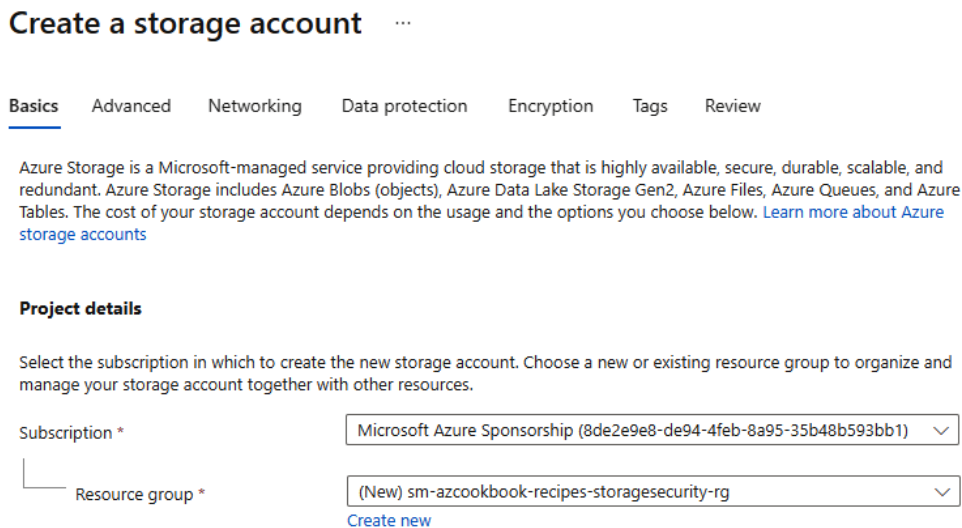 Create a storage account ...
Basics Advanced Networking Data protection Encryption Tags Review
Azure Storage is a Microsoft-managed service providing cloud storage that is highly available, secure, durable, scalable, and
redundant. Azure Storage includes Azure Blobs (objects), Azure Data Lake Storage Gen2, Azure Files, Azure Queues, and Azure
Tables. The cost of your storage account depends on the usage and the options you choose below. Learn more about Azure
storage accounts
Project details
Select the subscription in which to create the new storage account. Choose a new or existing resource group to organize and
manage your storage account together with other resources.
Subscription * Microsoft Azure Sponsorship (8de2e9e8-de94-4feb-8a95-35b48b593bb1)
Resource group * (New) sm-azcookbook-recipes-storagesecurity-rg
Create new